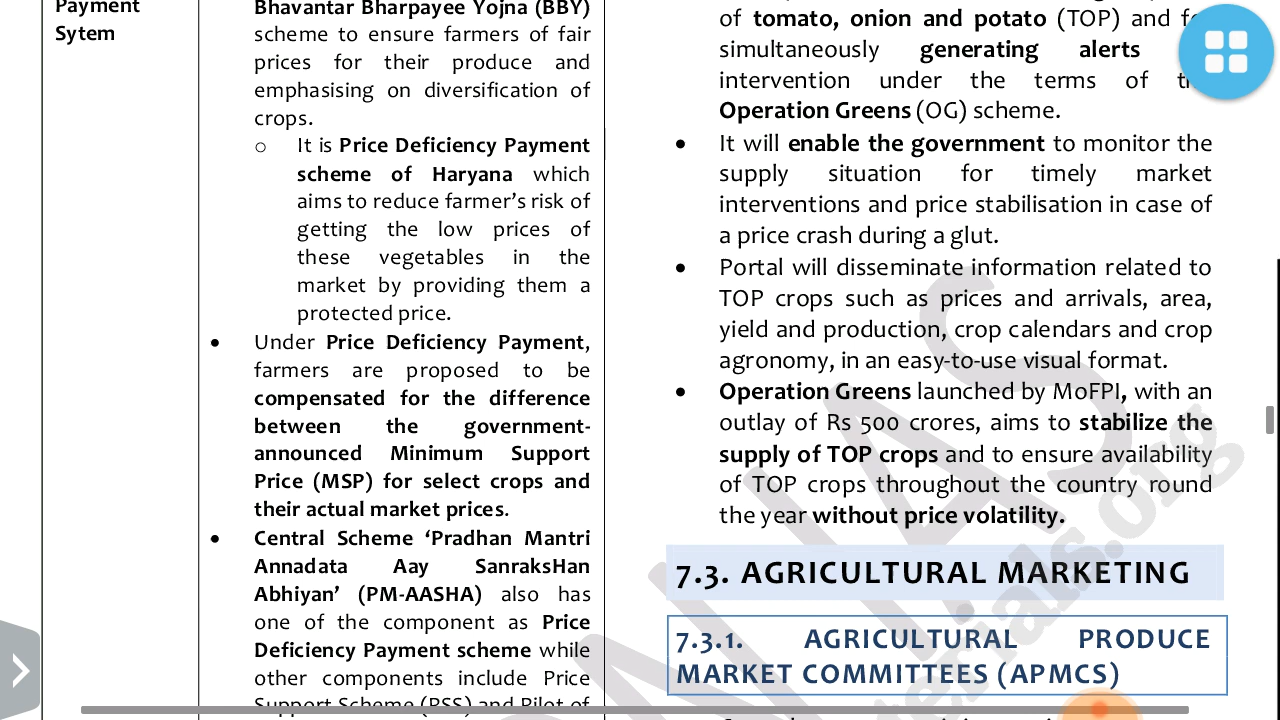 Payment
Sytem
Bhavantar Bharpayee Yojna (BBY)
scheme to ensure farmers of fair
prices for their produce and
emphasising on diversification of
crops.
o It is Price Deficiency Payment
scheme of Haryana which
aims to reduce farmer's risk of
getting the low prices of
these vegetables in the
market by providing them a
protected price.
• Under Price Deficiency Payment,
farmers are proposed to be
compensated for the difference
between the government-
announced Minimum Support
Price (MSP) for select crops and
their actual market prices.
• Central Scheme 'Pradhan Mantri
Annadata Aay SanraksHan
Abhiyan' (PM-AASHA) also has
one of the component as Price
Deficiency Payment scheme while
other components include Price
Support Scheme (PSS) and Pilot of
of tomato, onion and potato (TOP) and
simultaneously generating alerts
intervention under the terms of
Operation Greens (OG) scheme.
• It will enable the government to monitor the
supply situation for timely market
interventions and price stabilisation in case of
a price crash during a glut.
• Portal will disseminate information related to
TOP crops such as prices and arrivals, area,
yield and production, crop calendars and crop
agronomy, in an easy-to-use visual format.
• Operation Greens launched by MoFPI, with an
outlay of Rs 500 crores, aims to stabilize the
supply of TOP crops and to ensure availability
of TOP crops throughout the country round
the year without price volatility.
7.3. AGRICULTURAL MARKETING
7.3.1. AGRICULTURAL PRODUCE
MARKET COMMITTEES (APMCS)